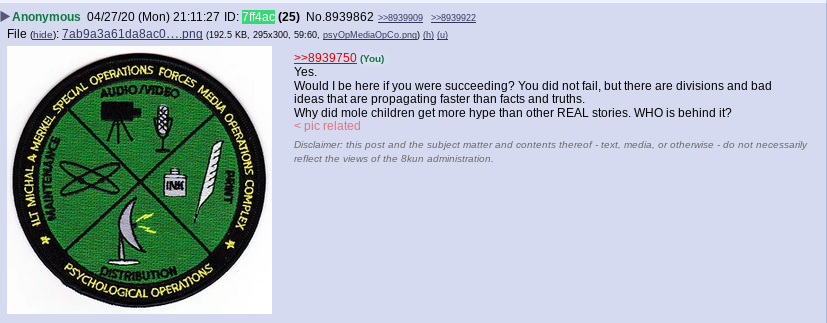 Anonymous 04/27/20 (Mon) 21:11:27 ID: 7ff4ac (25) No.8939862 >>8939909 >>8939922
File (hide): 7ab9a3a61da8ac0….png (192.5 KB, 295x300, 59:60, psyOpMediaOpCo.png) (h) (u)
1LT MICHAL A. MERKEL SPECIAL OPERATIONS FORCES MEDIA OPERATIONS COMPLEX
AUDIO/VIDEO
MAINTENANCE
INK
PRINT
DISTRIBUTION
PSYCHOLOGICAL OPERATIONS
>>8939750 (You)
Yes.
Would I be here if you were succeeding? You did not fail, but there are divisions and bad
ideas that are propagating faster than facts and truths.
Why did mole children get more hype than other REAL stories. WHO is behind it?
< pic related
Disclaimer: this post and the subject matter and contents thereof - text, media, or otherwise - do not necessarily
reflect the views of the 8kun administration.